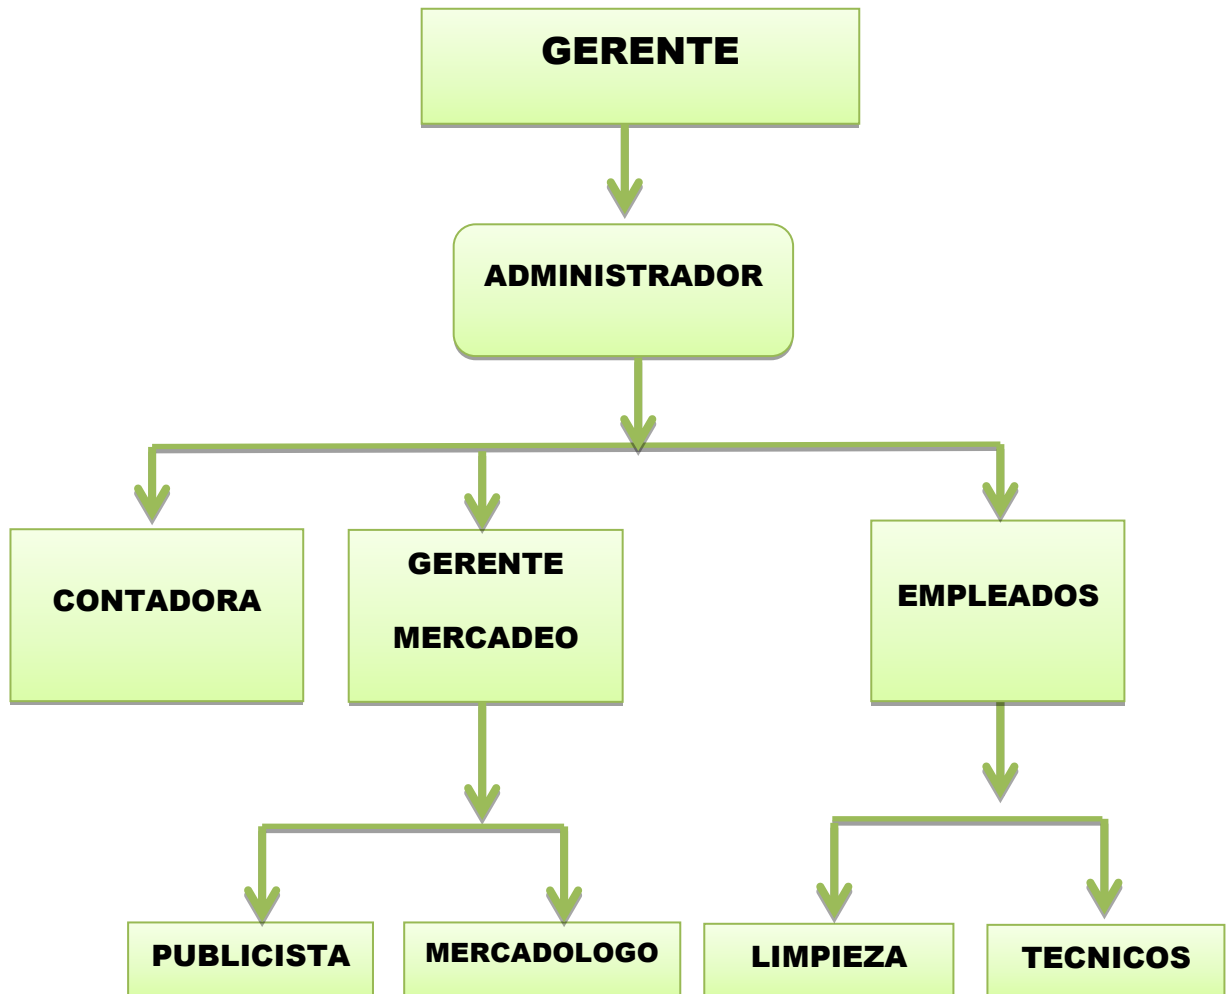 GERENTE
ADMINISTRADOR
CONTADORA
GERENTE
MERCADEO
EMPLEADOS
PUBLICISTA
MERCADOLOGO
LIMPIEZA
TECNICOS